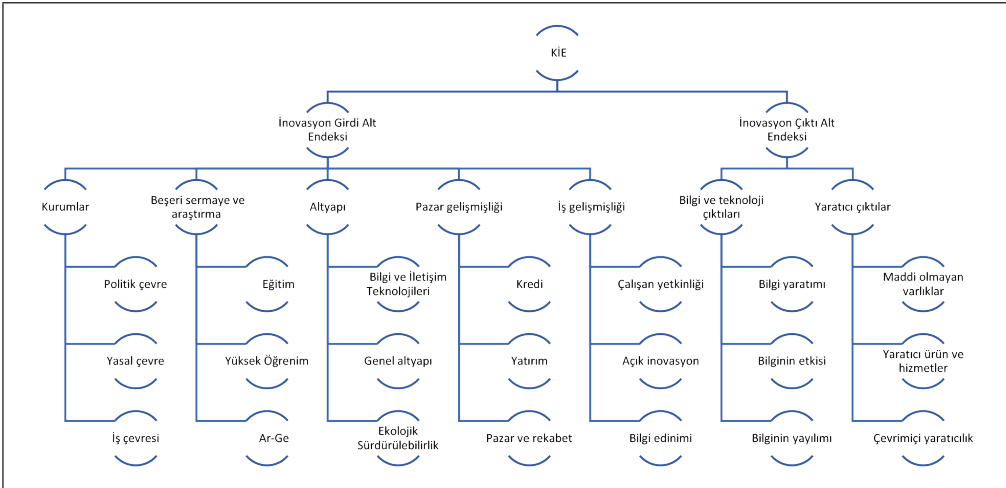 KİE
İnovasyon Girdi Alt
Endeksi
İnovasyon Çıktı Alt
Endeksi
Kurumlar
Beşeri sermaye ve
araştırma
Altyapı
Pazar gelişmişliği
İş gelişmişliği
Bilgi ve teknoloji
çıktıları
Yaratıcı çıktılar
Politik çevre
Eğitim
Bilgi ve İletişim
Teknolojileri
Kredi
Çalışan yetkinliği
Bilgi yaratımı
Maddi olmayan
varlıklar
Yasal çevre
Yüksek Öğrenim
Genel altyapı
Yatırım
Açık inovasyon
Bilginin etkisi
Yaratıcı ürün ve
hizmetler
İş çevresi
Ar-Ge
Ekolojik
Sürdürülebilirlik
Pazar ve rekabet
Bilgi edinimi
Bilginin yayılımı
Çevrimiçi yaratıcılık